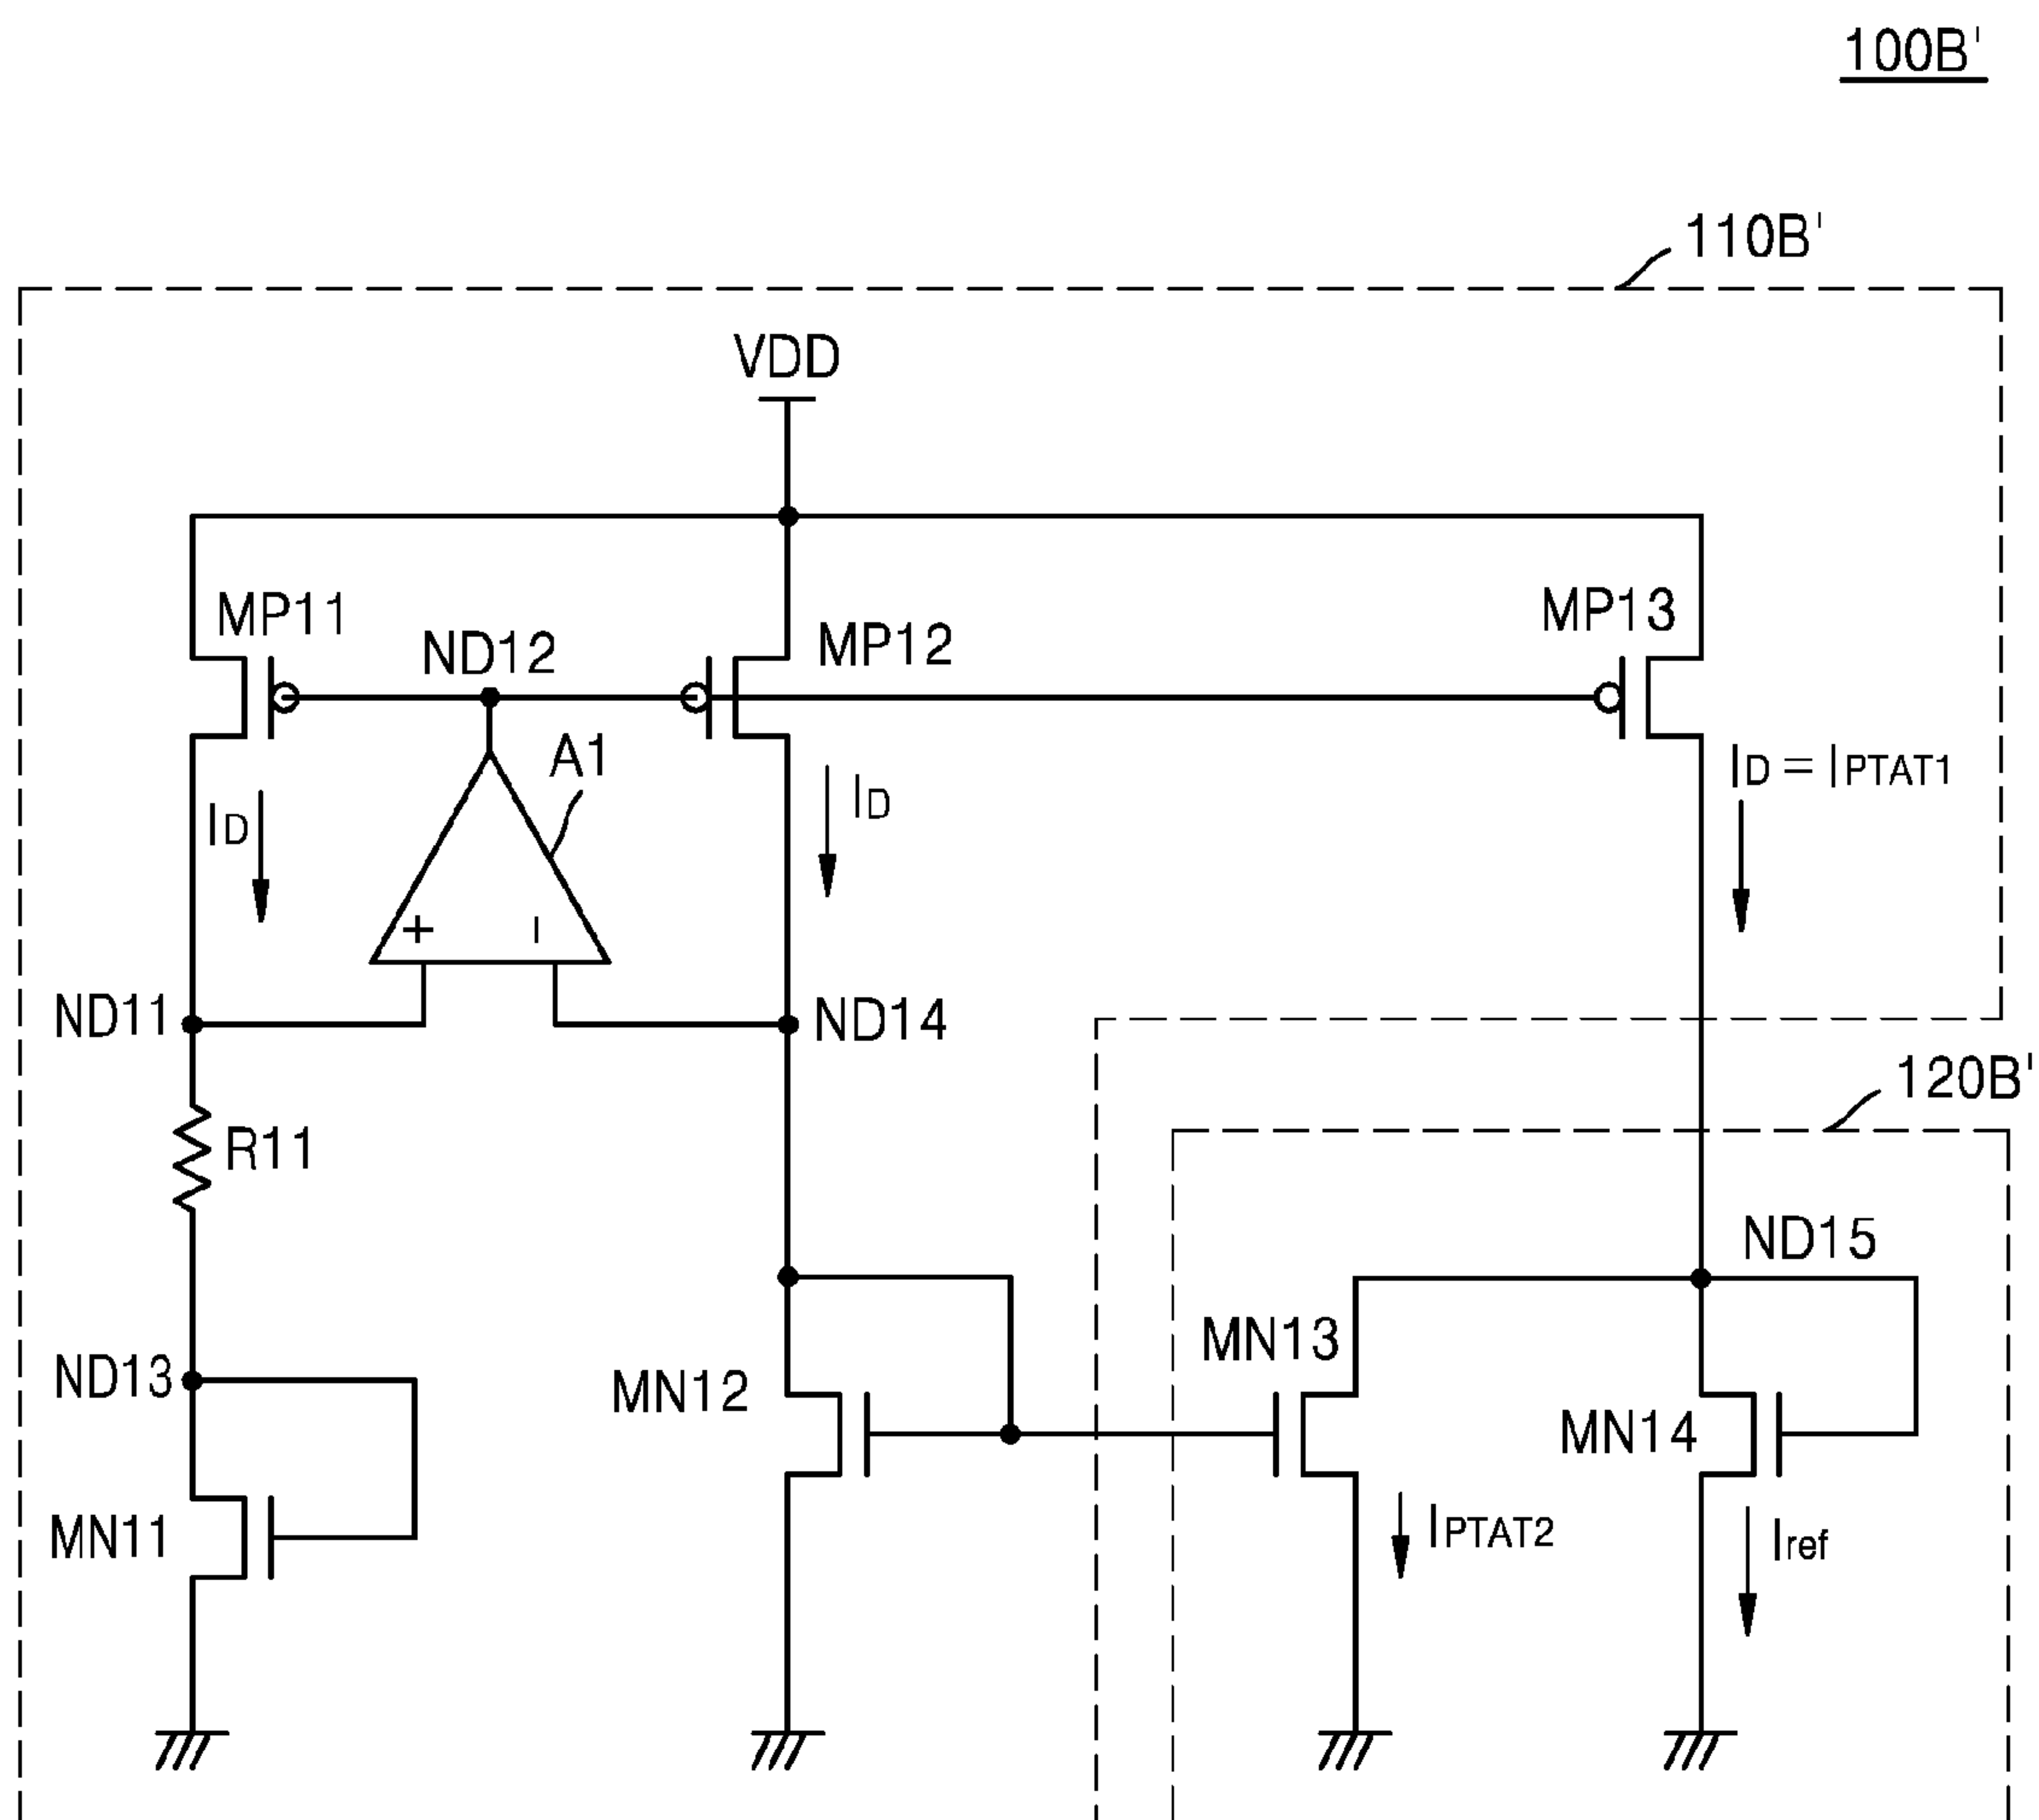 100B'
110B'
VDD
MP11
ND12
MP12
MP13
A1
ID
ID
ID = IPTAT1
+
-
ND11
ND14
120B'
R11
ND15
MN13
ND13
MN12
MN14
MN11
IPTAT2
Iref